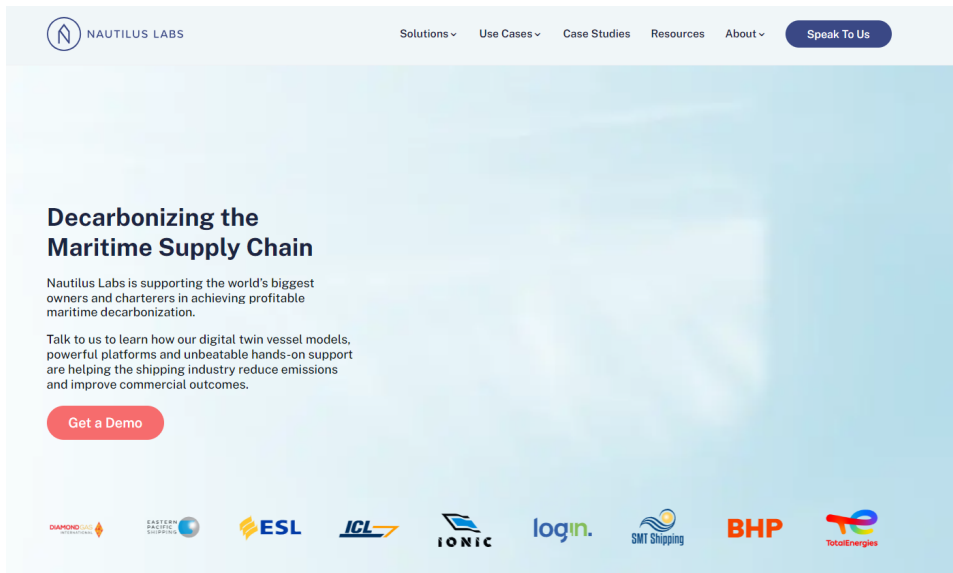 NAUTILUS LABS
Solutions
Use Cases
Case Studies
Resources
About
Speak To Us
Decarbonizing the
Maritime Supply Chain
Nautilus Labs is supporting the world's biggest
owners and charterers in achieving profitable
maritime decarbonization.
Talk to us to learn how our digital twin vessel models,
powerful platforms and unbeatable hands-on support
are helping the shipping industry reduce emissions
and improve commercial outcomes.
Get a Demo
DIAMOND GAS
INTERNATIONAL
EASTERN
PACIFIC
SHIPPING
ESL
ICL
IONIC
login.
SMT Shipping
BHP
TotalEnergies